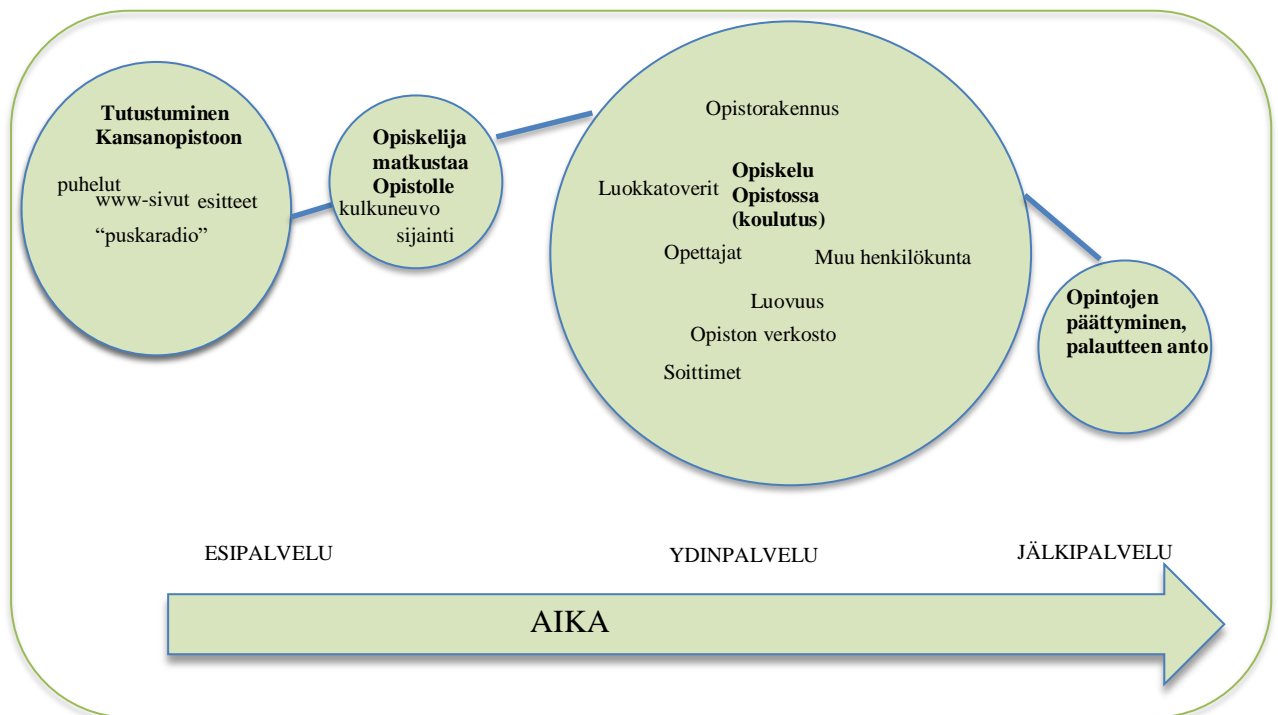 Tutustuminen
Kansanopistoon
puhelut
www-sivut
esitteet
“puskaradio”
Opiskelija
matkustaa
Opistolle
kulkuneuvo
sijainti
Opistorakennus
Luokkatoverit
Opiskelu
Opistossa
(koulutus)
Opettajat
Muu henkilökunta
Luovuus
Opiston verkosto
Soittimet
Opintojen
päättyminen,
palautteen anto
ESIPALVELU
YDINPALVELU
JÄLKIPALVELU
AIKA